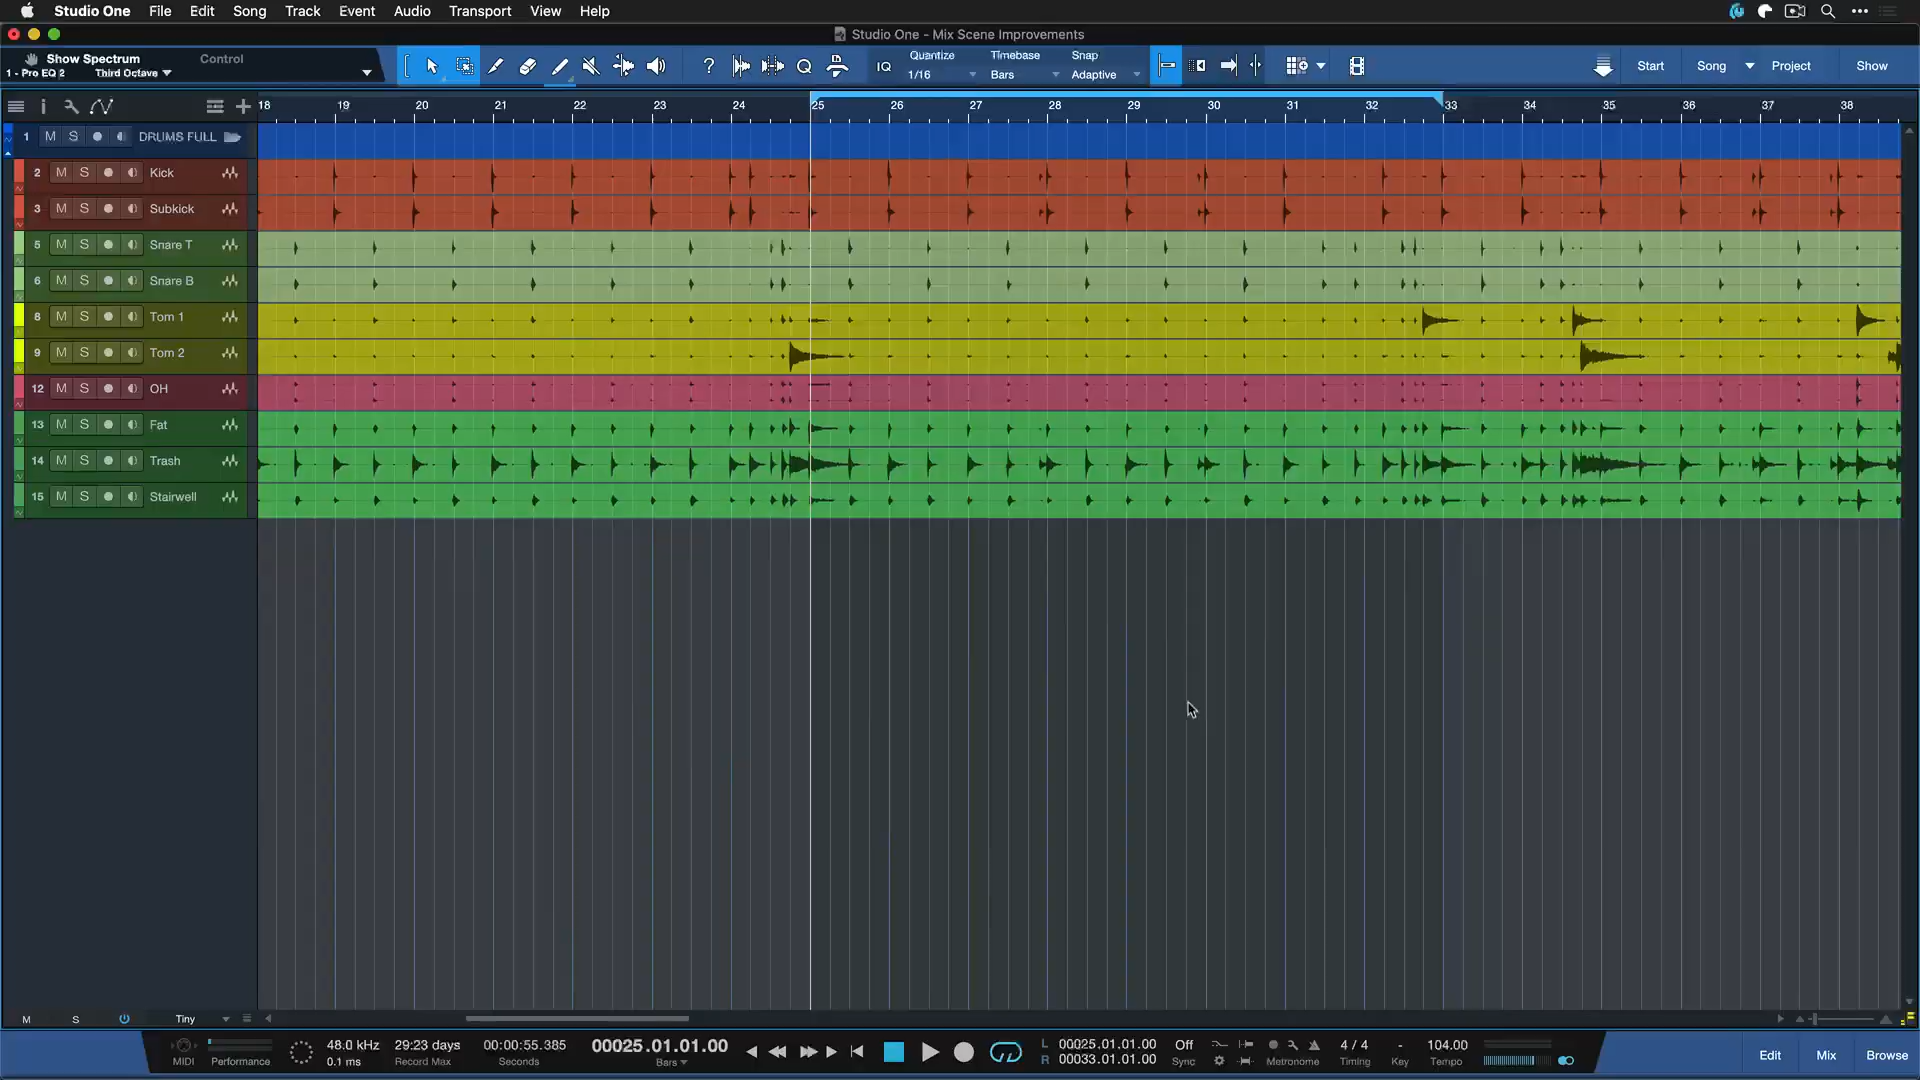 Studio One File Edit Song Track Event Audio Transport View Help
Studio One - Mix Scene Improvements
Show Spectrum Control
1 - Pro EQ 2 Third Octave
IQ Quantize 1/16 Timebase Bars Snap Adaptive
Start Song Project Show
18 19 20 21 22 23 24 25 26 27 28 29 30 31 32 33 34 35 36 37 38
1 M S DRUMS FULL
2 M S Kick
3 M S Subkick
5 M S Snare T
6 M S Snare B
8 M S Tom 1
9 M S Tom 2
12 M S OH
13 M S Fat
14 M S Trash
15 M S Stairwell
M S Tiny
MIDI Performance
48.0 kHz 29:23 days 00:00:55.385 00025.01.01.00
0.1 ms Record Max Seconds Bars
L 00025.01.01.00 Off 4 / 4 - 104.00
R 00033.01.01.00 Sync Metronome Timing Key Tempo
Edit Mix Browse